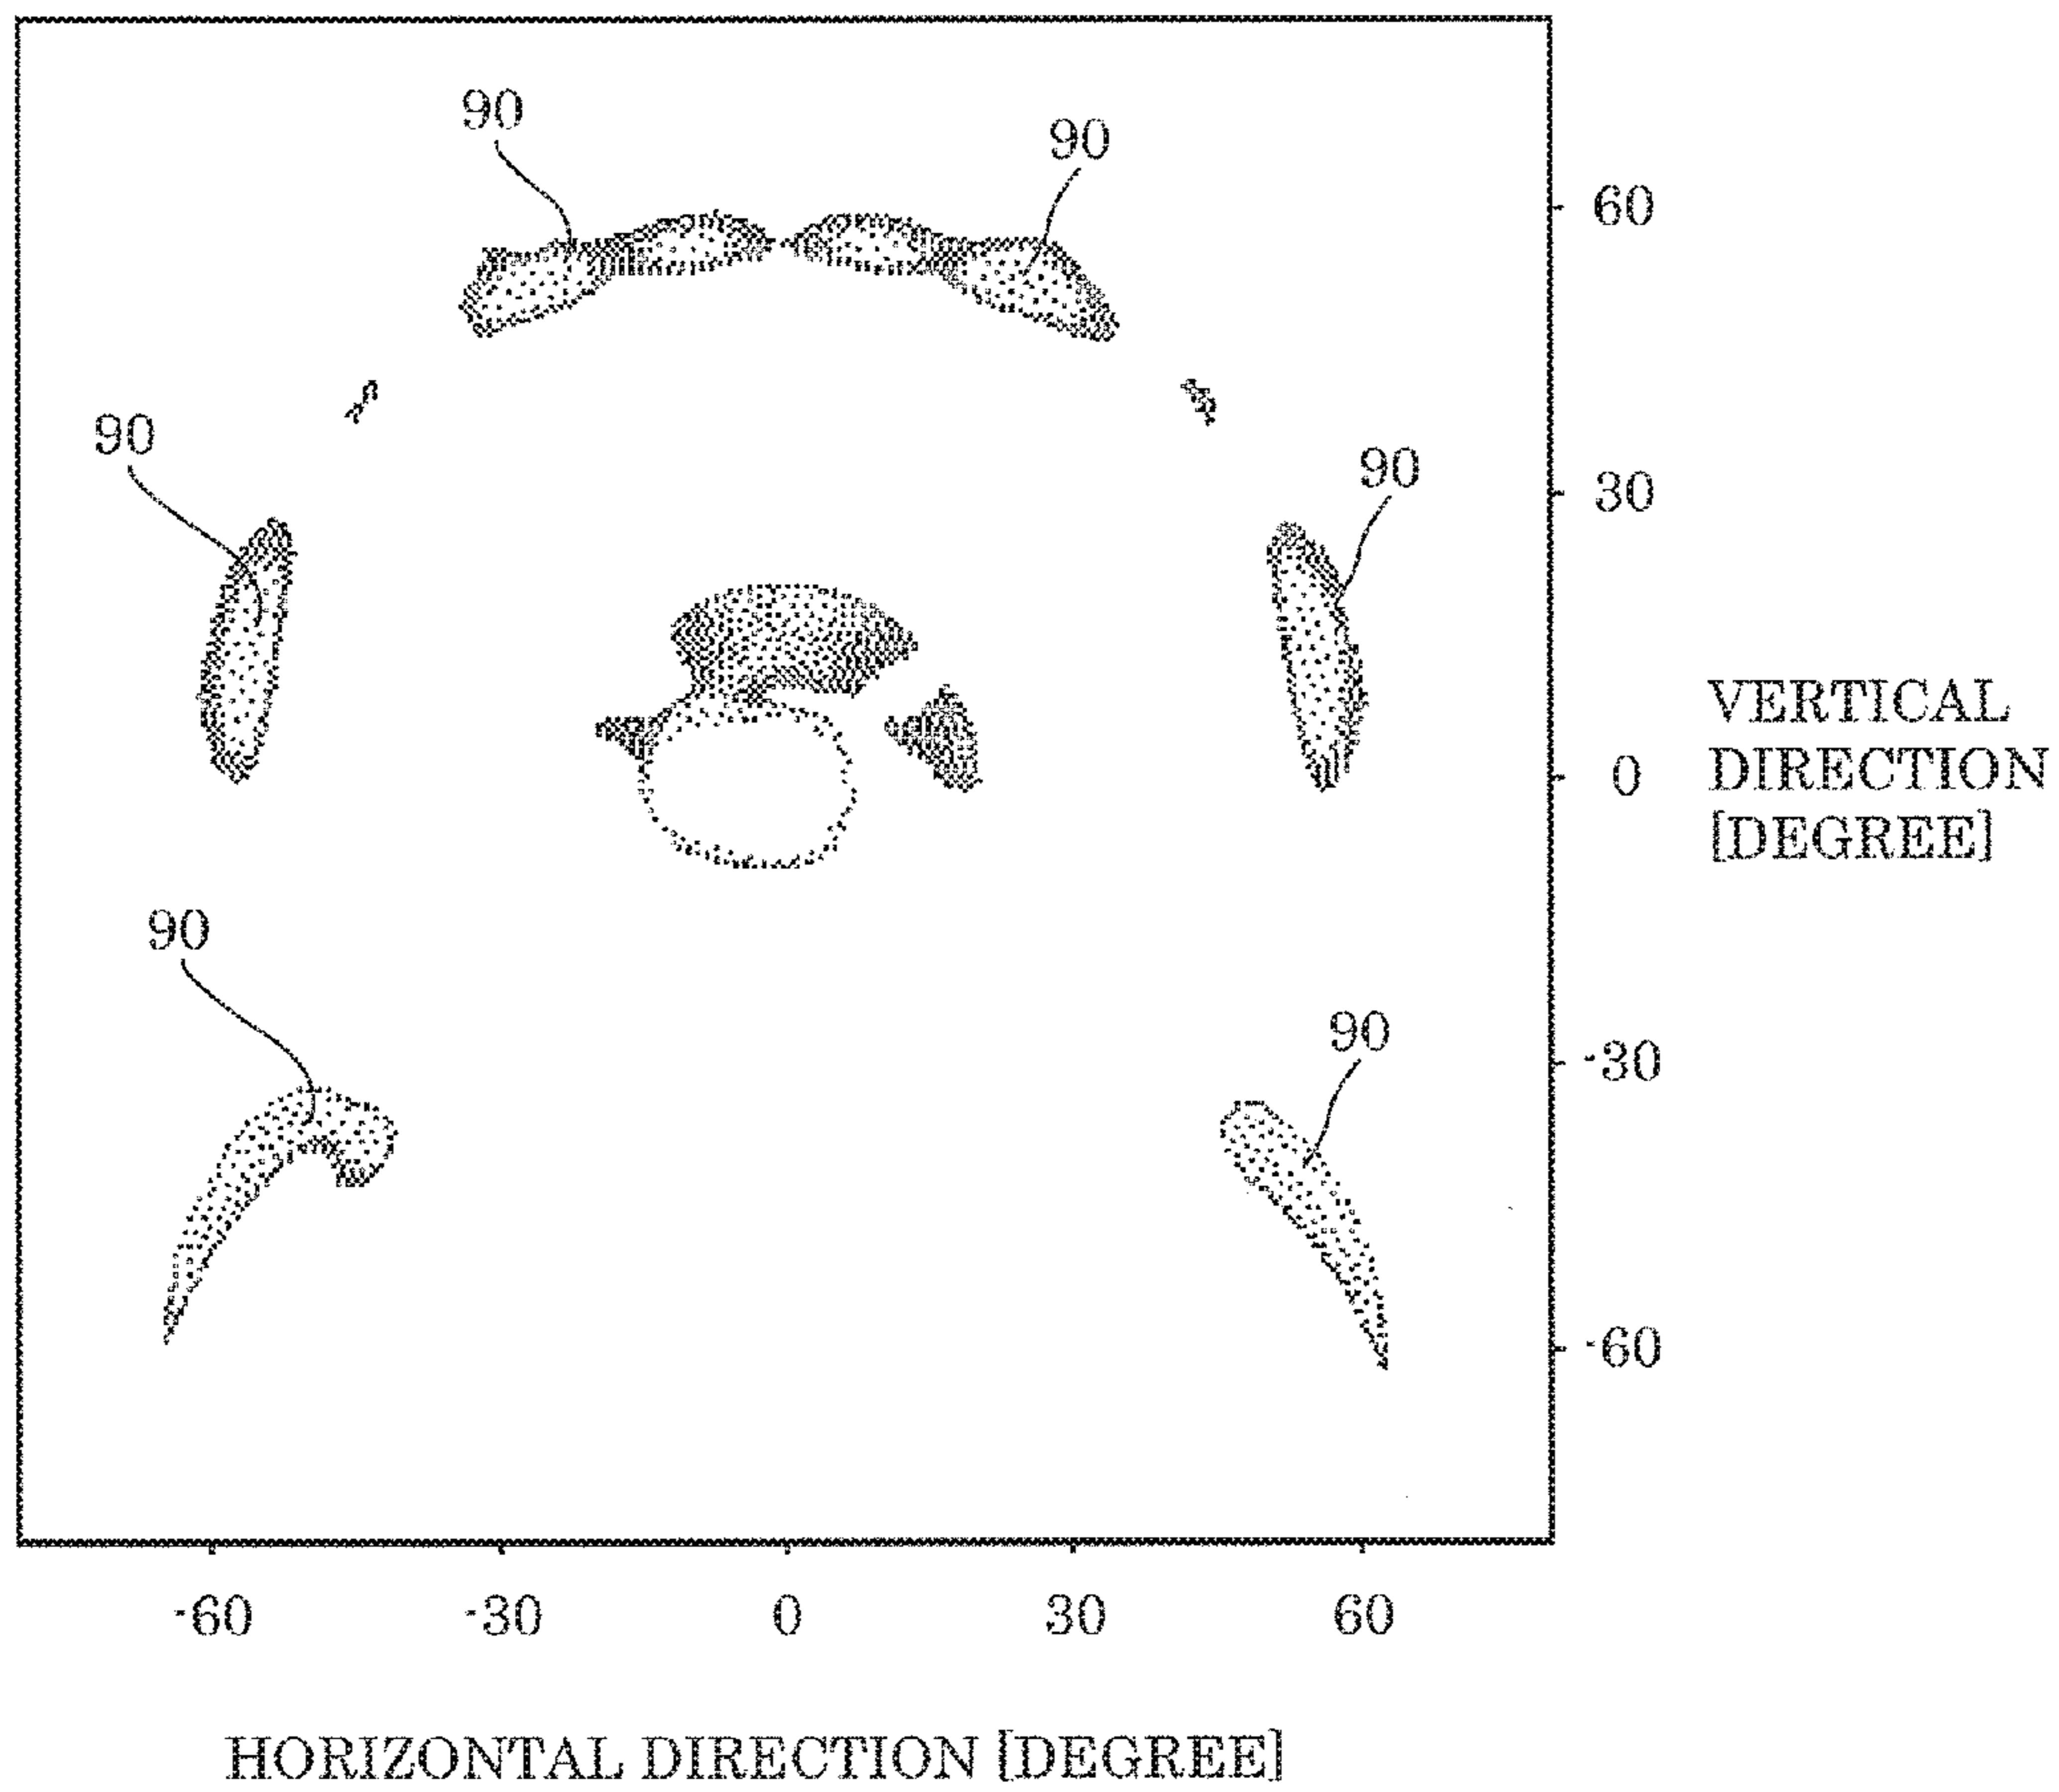 90
90
60
90
90
30
VERTICAL
DIRECTION
[DEGREE]
0
90
90
-30
-60
-60 -30 0 30 60
HORIZONTAL DIRECTION [DEGREE]